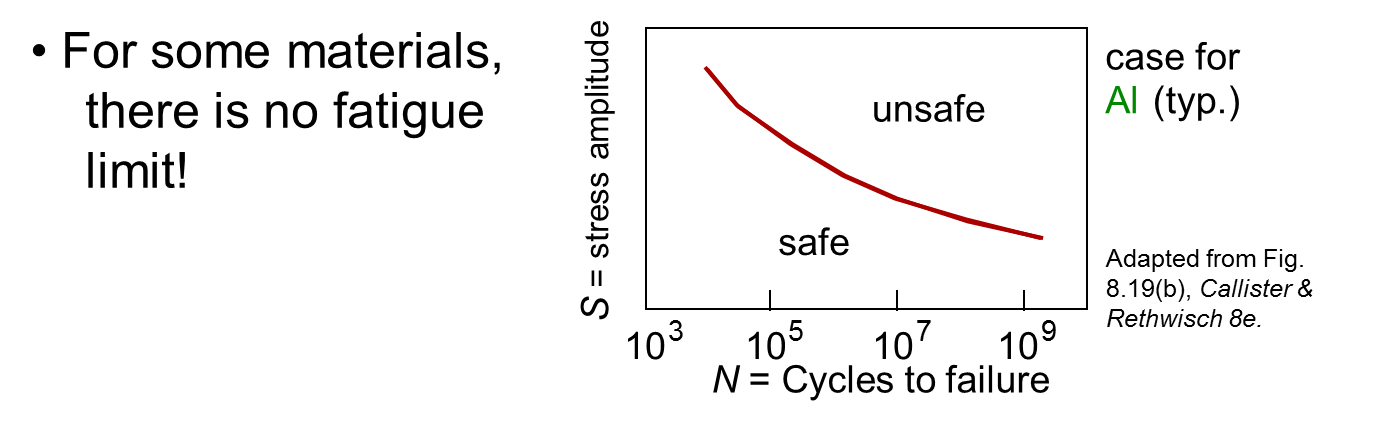 • For some materials,
there is no fatigue
limit!
S = stress amplitude
unsafe
safe
10³ 10⁵ 10⁷ 10⁹
N = Cycles to failure
case for
Al (typ.)
Adapted from Fig.
8.19(b), Callister &
Rethwisch 8e.